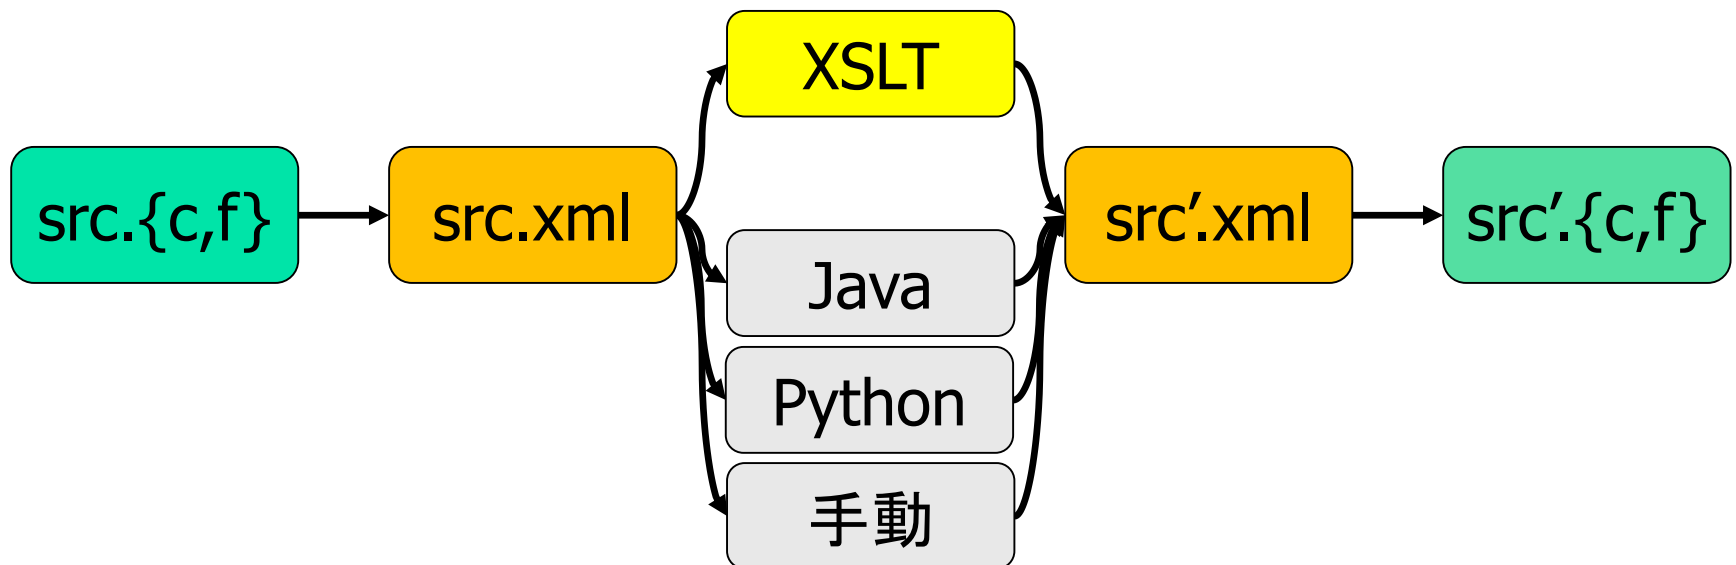 src.{c,f}
src.xml
XSLT
Java
Python
手動
src′.xml
src′.{c,f}